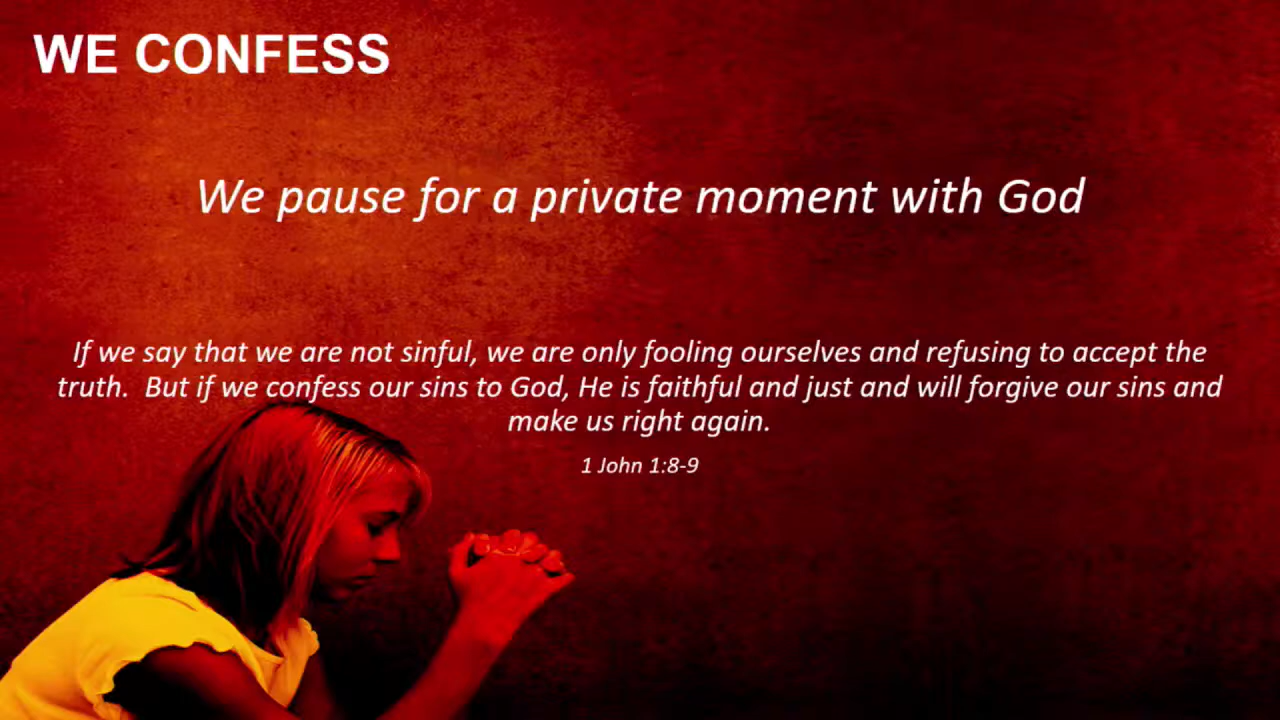 WE CONFESS
We pause for a private moment with God
If we say that we are not sinful, we are only fooling ourselves and refusing to accept the
truth.  But if we confess our sins to God, He is faithful and just and will forgive our sins and
make us right again.
1 John 1:8-9